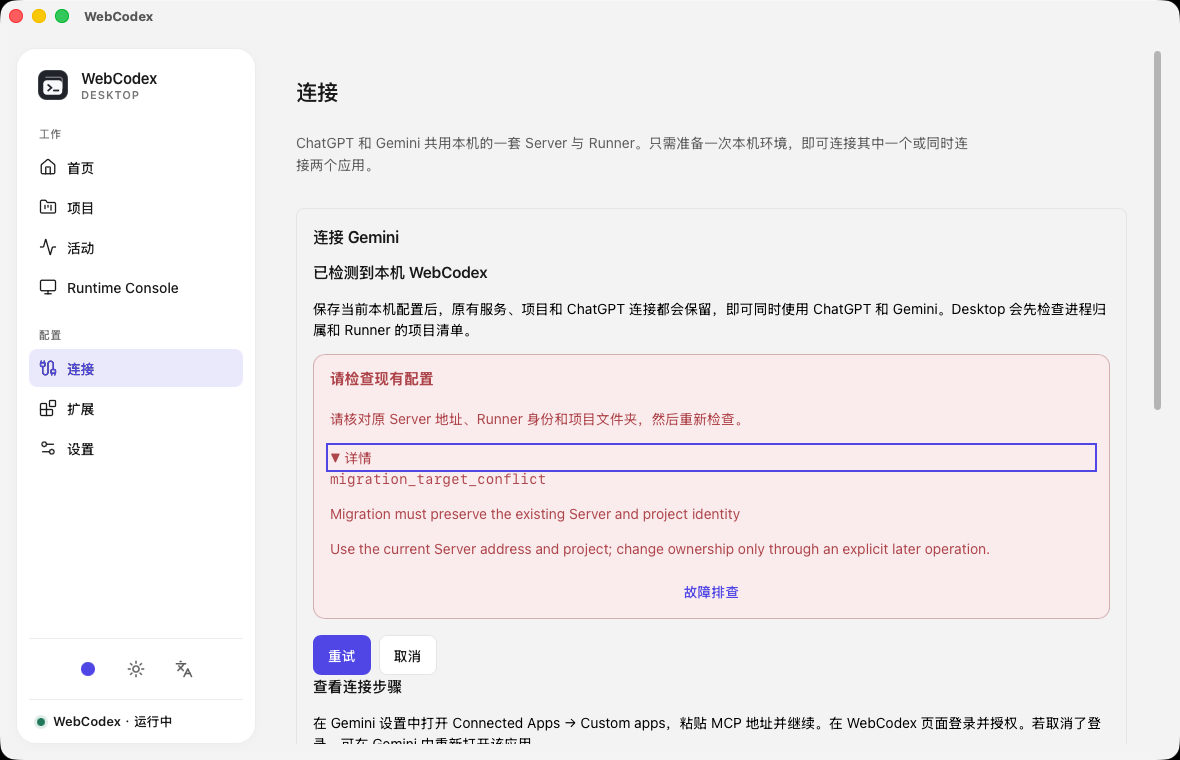 WebCodex
WebCodex
DESKTOP
工作
首页
项目
活动
Runtime Console
配置
连接
扩展
设置
WebCodex · 运行中
连接
ChatGPT 和 Gemini 共用本机的一套 Server 与 Runner。只需准备一次本机环境，即可连接其中一个或同时连
接两个应用。
连接 Gemini
已检测到本机 WebCodex
保存当前本机配置后，原有服务、项目和 ChatGPT 连接都会保留，即可同时使用 ChatGPT 和 Gemini。Desktop 会先检查进程归
属和 Runner 的项目清单。
请检查现有配置
请核对原 Server 地址、Runner 身份和项目文件夹，然后重新检查。
▼ 详情
migration_target_conflict
Migration must preserve the existing Server and project identity
Use the current Server address and project; change ownership only through an explicit later operation.
故障排查
重试
取消
查看连接步骤
在 Gemini 设置中打开 Connected Apps → Custom apps，粘贴 MCP 地址并继续。在 WebCodex 页面登录并授权。若取消了登
录，可在 Gemini 中重新打开该应用